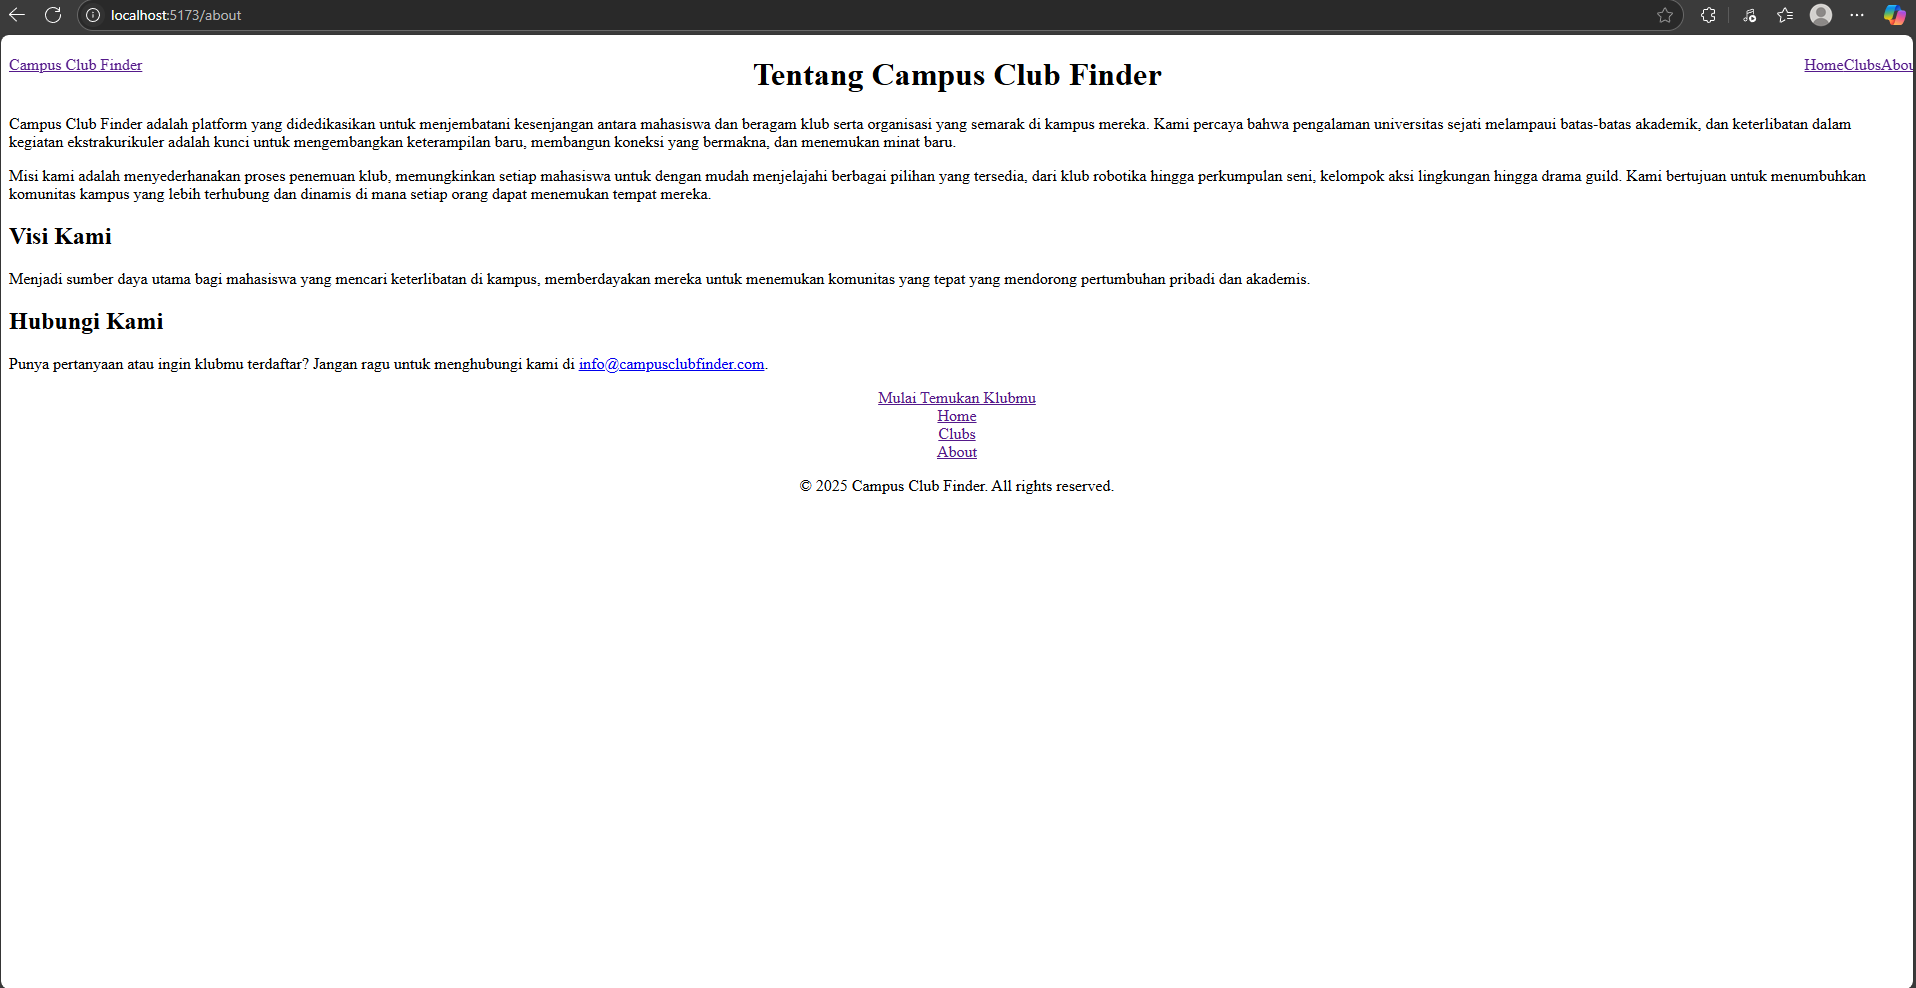 localhost:5173/about
Campus Club Finder
Tentang Campus Club Finder
HomeClubsAbou
Campus Club Finder adalah platform yang didedikasikan untuk menjembatani kesenjangan antara mahasiswa dan beragam klub serta organisasi yang semarak di kampus mereka. Kami percaya bahwa pengalaman universitas sejati melampaui batas-batas akademik, dan keterlibatan dalam
kegiatan ekstrakurikuler adalah kunci untuk mengembangkan keterampilan baru, membangun koneksi yang bermakna, dan menemukan minat baru.
Misi kami adalah menyederhanakan proses penemuan klub, memungkinkan setiap mahasiswa untuk dengan mudah menjelajahi berbagai pilihan yang tersedia, dari klub robotika hingga perkumpulan seni, kelompok aksi lingkungan hingga drama guild. Kami bertujuan untuk menumbuhkan
komunitas kampus yang lebih terhubung dan dinamis di mana setiap orang dapat menemukan tempat mereka.
Visi Kami
Menjadi sumber daya utama bagi mahasiswa yang mencari keterlibatan di kampus, memberdayakan mereka untuk menemukan komunitas yang tepat yang mendorong pertumbuhan pribadi dan akademis.
Hubungi Kami
Punya pertanyaan atau ingin klubmu terdaftar? Jangan ragu untuk menghubungi kami di info@campusclubfinder.com.
Mulai Temukan Klubmu
Home
Clubs
About
© 2025 Campus Club Finder. All rights reserved.